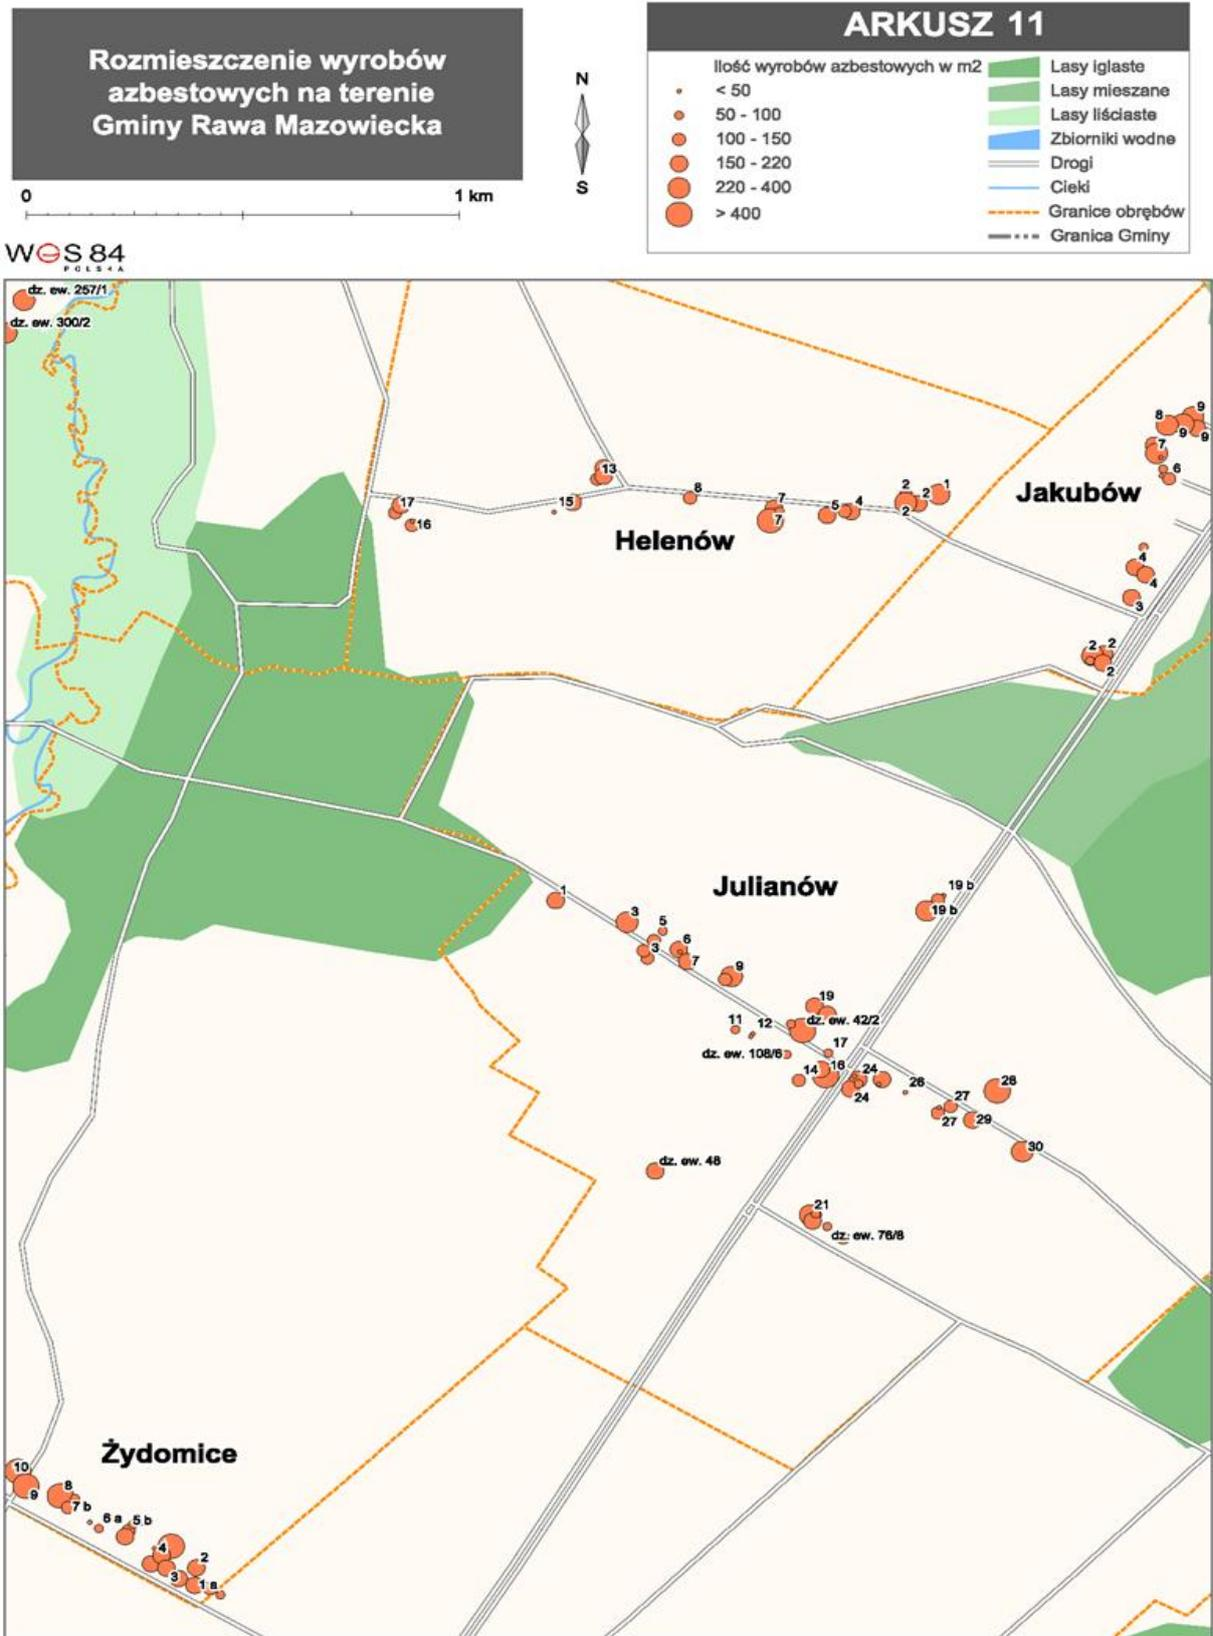 Rozmieszczenie wyrobów
azbestowych na terenie
Gminy Rawa Mazowiecka
N
S
0
1 km
WGS 84
POLSKA
ARKUSZ 11
Ilość wyrobów azbestowych w m2
< 50
50 - 100
100 - 150
150 - 220
220 - 400
> 400
Lasy iglaste
Lasy mieszane
Lasy liściaste
Zbiorniki wodne
Drogi
Cieki
Granice obrębów
Granica Gminy
dz. ew. 257/1
dz. ew. 300/2
9
8
9
9
7
6
13
17
16
15
8
7
7
5
4
2
2
2
1
Jakubów
Helenów
4
4
3
2
2
2
Julianów
1
3
5
3
6
7
9
19 b
19 b
19
dz. ew. 42/2
11
12
17
dz. ew. 108/6
14
18
24
24
26
27
27
28
29
30
dz. ew. 48
21
dz. ew. 76/8
Żydomice
10
9
8
7 b
6 a
5 b
4
3
2
1 a